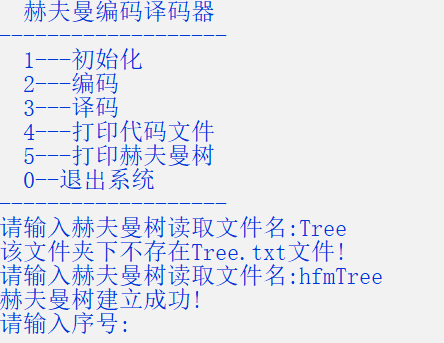 赫夫曼编码译码器
-------------------
1---初始化
2---编码
3---译码
4---打印代码文件
5---打印赫夫曼树
0--退出系统
-------------------
请输入赫夫曼树读取文件名:Tree
该文件夹下不存在Tree.txt文件!
请输入赫夫曼树读取文件名:hfmTree
赫夫曼树建立成功!
请输入序号: